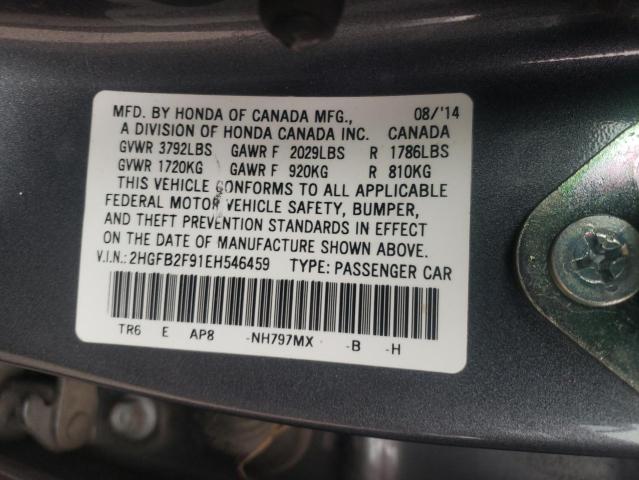 MFD. BY HONDA OF CANADA MFG., 08/'14
A DIVISION OF HONDA CANADA INC. CANADA
GVWR 3792LBS GAWR F 2029LBS R 1786LBS
GVWR 1720KG GAWR F 920KG R 810KG
THIS VEHICLE CONFORMS TO ALL APPLICABLE
FEDERAL MOTOR VEHICLE SAFETY, BUMPER,
AND THEFT PREVENTION STANDARDS IN EFFECT
ON THE DATE OF MANUFACTURE SHOWN ABOVE.
V.I.N.: 2HGFB2F91EH546459 TYPE: PASSENGER CAR
TR6 E AP8 -NH797MX -B -H